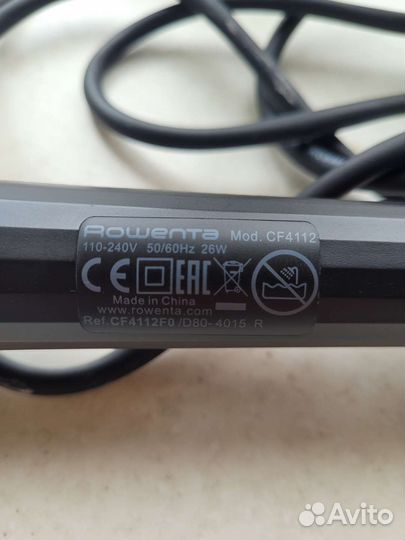 Rowenta Mod. CF4112
110-240V 50/60Hz 26W
CE EAC
Made in China
www.rowenta.com
Ref.CF4112F0 /D80-4015 R
Avito